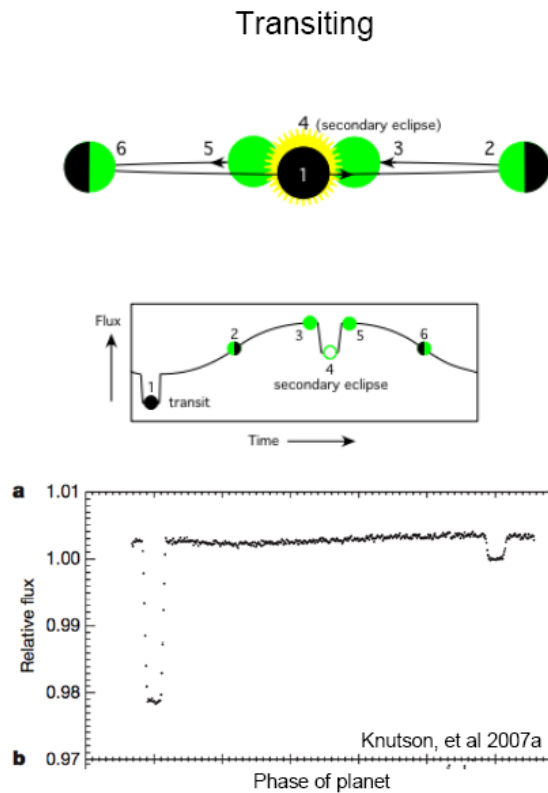 Transiting
4 (secondary eclipse)
6 5 3 2
1
Flux
2 3 5 6
4
1
secondary eclipse
transit
Time
a 1.01
1.00
0.99
0.98
b 0.97
Relative flux
Knutson, et al 2007a
Phase of planet